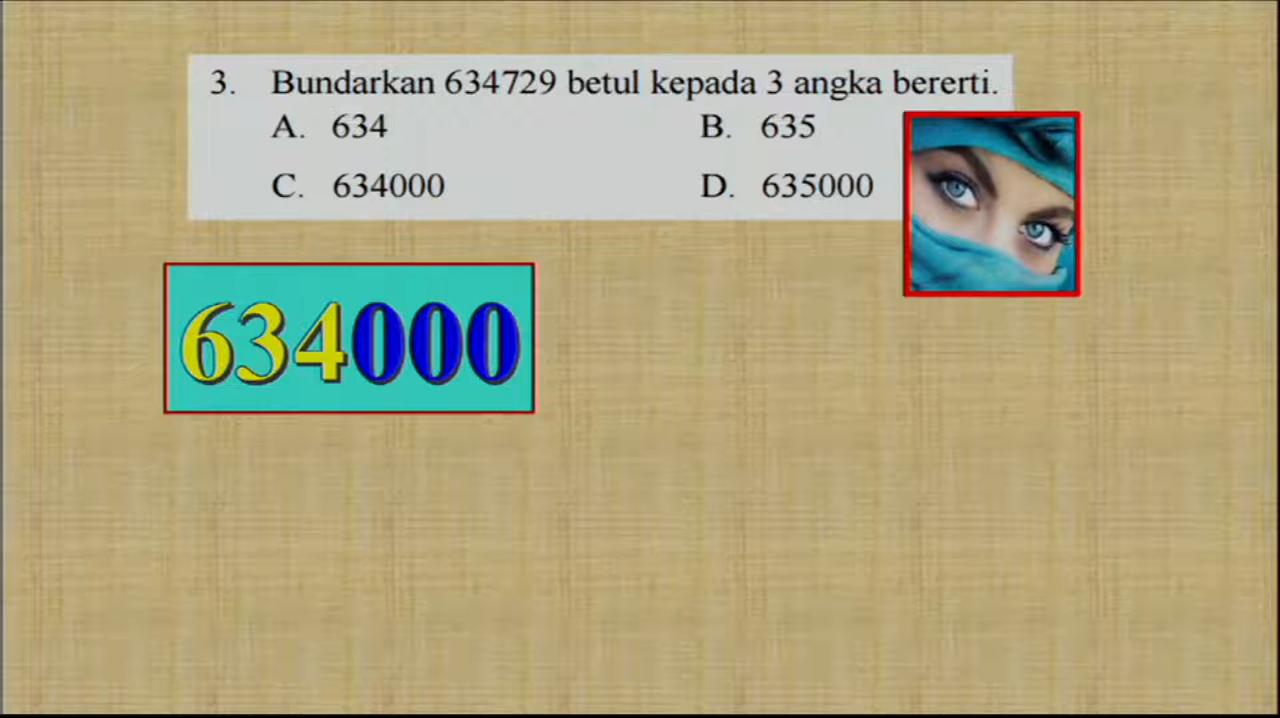 3. Bundarkan 634729 betul kepada 3 angka bererti.
A. 634 B. 635
C. 634000 D. 635000
634000